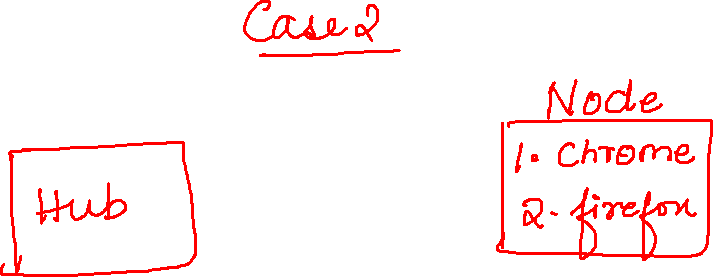 Case 2
Node
1. Chrome
Hub
2. firefox